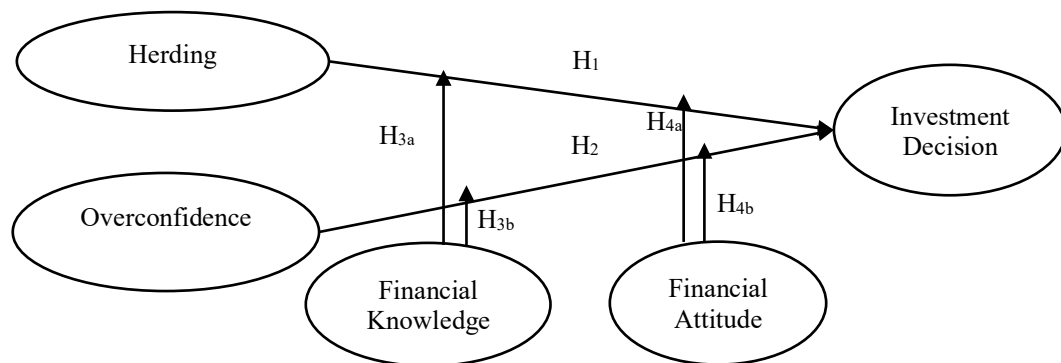 Herding
H1
Investment
Decision
H3a
H4a
H2
Overconfidence
H3b
H4b
Financial
Knowledge
Financial
Attitude